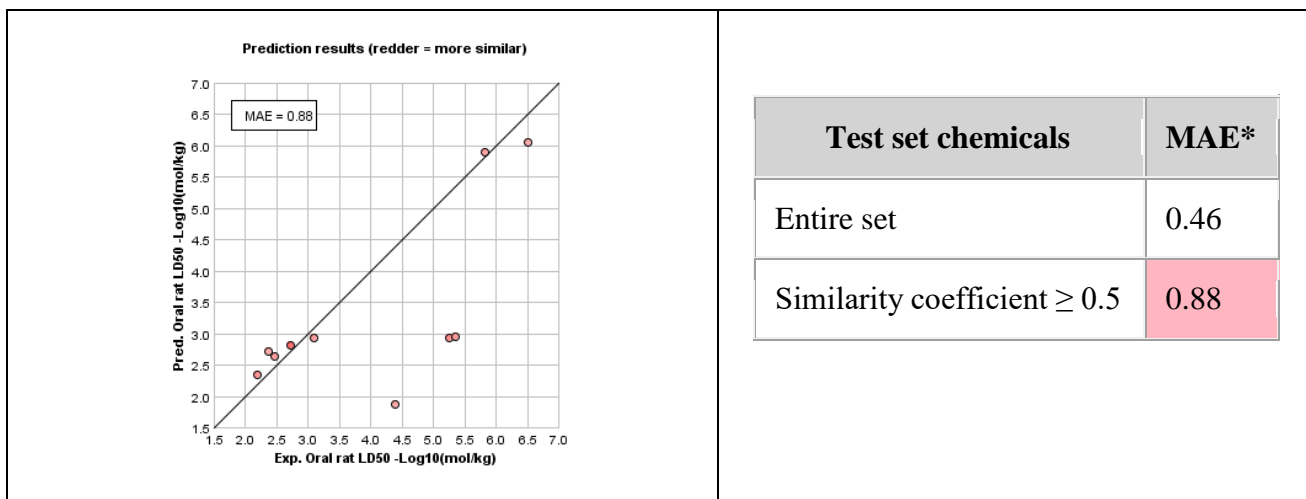 Prediction results (redder = more similar)
MAE = 0.88
7.0
6.5
6.0
5.5
5.0
4.5
4.0
3.5
3.0
2.5
2.0
1.5
Pred. Oral rat LD50 -Log10(mol/kg)
1.5 2.0 2.5 3.0 3.5 4.0 4.5 5.0 5.5 6.0 6.5 7.0
Exp. Oral rat LD50 -Log10(mol/kg)
Test set chemicals MAE*
Entire set 0.46
Similarity coefficient ≥ 0.5 0.88